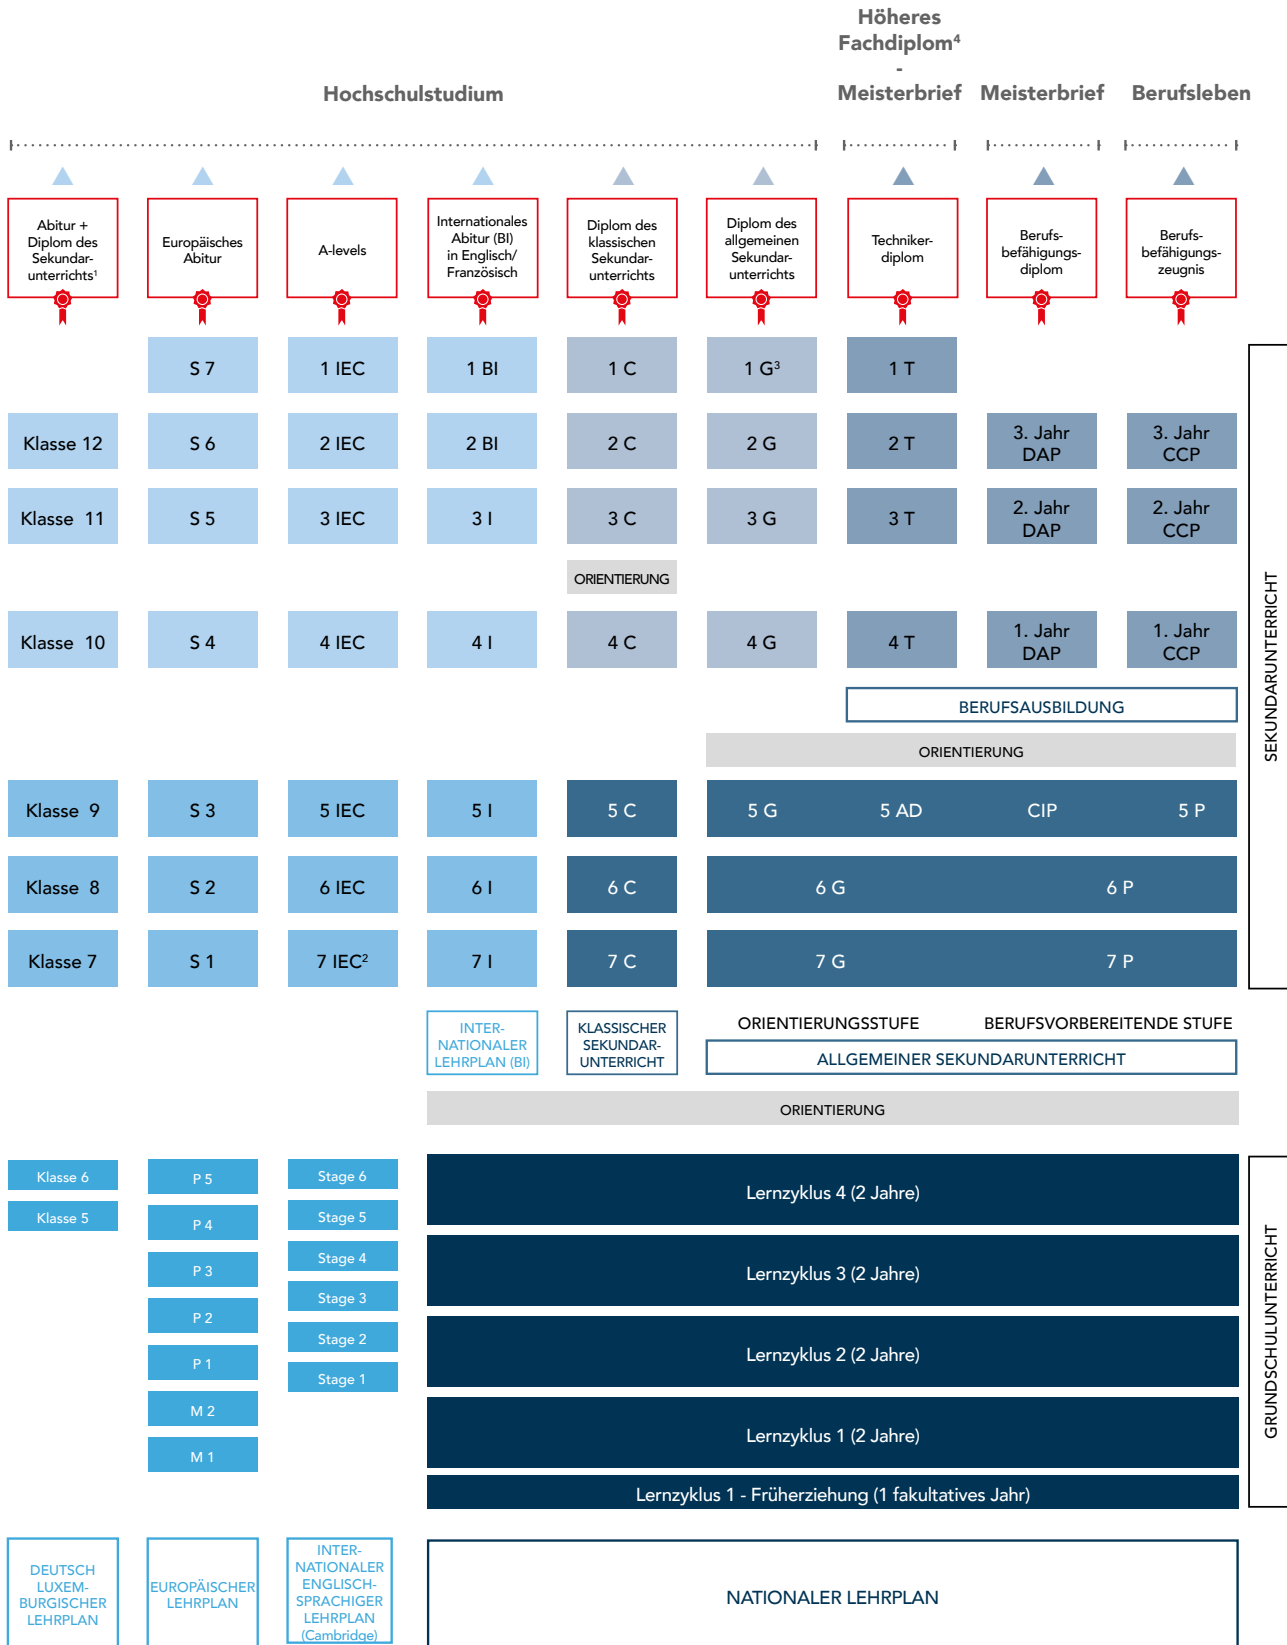 Höheres
Fachdiplom⁴
-
Hochschulstudium
Meisterbrief
Meisterbrief
Berufsleben
Abitur +
Diplom des
Sekundar-
unterrichts¹
Europäisches
Abitur
A-levels
Internationales
Abitur (BI)
in Englisch/
Französisch
Diplom des
klassischen
Sekundar-
unterrichts
Diplom des
allgemeinen
Sekundar-
unterrichts
Techniker-
diplom
Berufs-
befähigungs-
diplom
Berufs-
befähigungs-
zeugnis
S 7
1 IEC
1 BI
1 C
1 G³
1 T
Klasse 12
S 6
2 IEC
2 BI
2 C
2 G
2 T
3. Jahr
DAP
3. Jahr
CCP
Klasse 11
S 5
3 IEC
3 I
3 C
3 G
3 T
2. Jahr
DAP
2. Jahr
CCP
ORIENTIERUNG
Klasse 10
S 4
4 IEC
4 I
4 C
4 G
4 T
1. Jahr
DAP
1. Jahr
CCP
BERUFSAUSBILDUNG
ORIENTIERUNG
Klasse 9
S 3
5 IEC
5 I
5 C
5 G
5 AD
CIP
5 P
Klasse 8
S 2
6 IEC
6 I
6 C
6 G
6 P
Klasse 7
S 1
7 IEC²
7 I
7 C
7 G
7 P
SEKUNDARUNTERRICHT
INTER-
NATIONALER
LEHRPLAN (BI)
KLASSISCHER
SEKUNDAR-
UNTERRICHT
ORIENTIERUNGSSTUFE
BERUFSVORBEREITENDE STUFE
ALLGEMEINER SEKUNDARUNTERRICHT
ORIENTIERUNG
Klasse 6
Klasse 5
P 5
P 4
P 3
P 2
P 1
M 2
M 1
Stage 6
Stage 5
Stage 4
Stage 3
Stage 2
Stage 1
Lernzyklus 4 (2 Jahre)
Lernzyklus 3 (2 Jahre)
Lernzyklus 2 (2 Jahre)
Lernzyklus 1 (2 Jahre)
Lernzyklus 1 - Früherziehung (1 fakultatives Jahr)
GRUNDSCHULUNTERRICHT
DEUTSCH
LUXEM-
BURGISCHER
LEHRPLAN
EUROPÄISCHER
LEHRPLAN
INTER-
NATIONALER
ENGLISCH-
SPRACHIGER
LEHRPLAN
(Cambridge)
NATIONALER LEHRPLAN